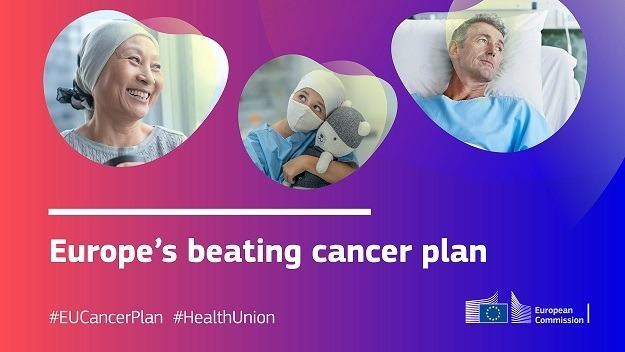 Europe's beating cancer plan
#EUCancerPlan #HealthUnion
European
Commission